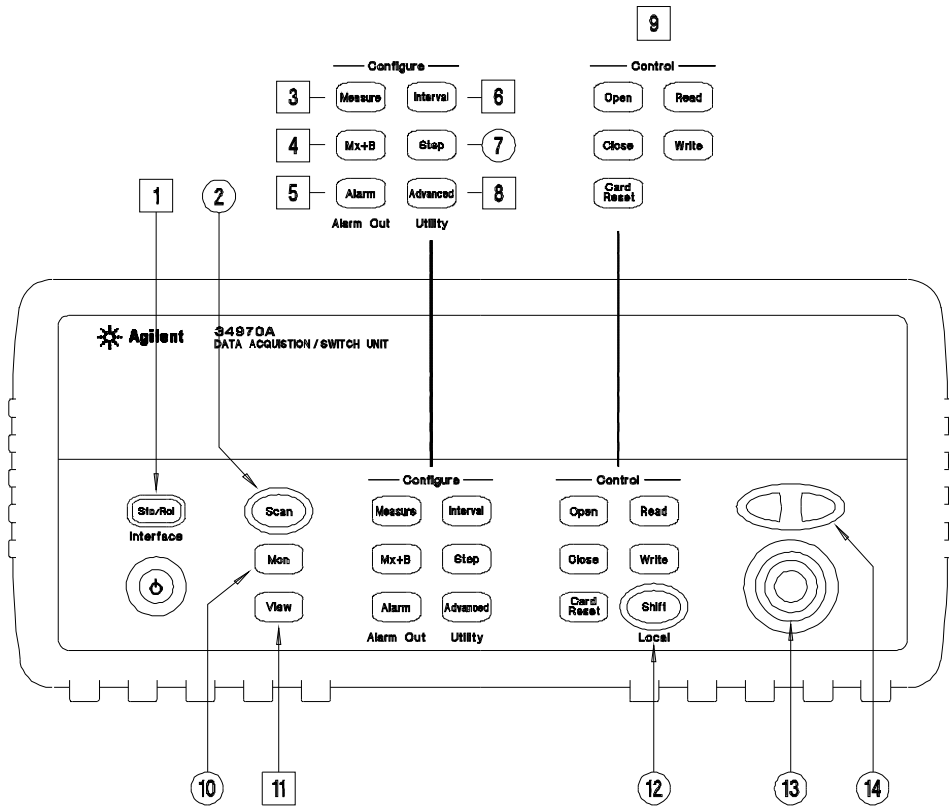 9
Configure
Control
3
Measure
Interval
6
Open
Read
4
Mx+B
Step
7
Close
Write
1
2
5
Alarm
Advanced
8
Card
Reset
Alarm Out
Utility
Agilent
34970A
DATA ACQUISTION / SWITCH UNIT
Configure
Control
Sto/Rcl
Interface
Scan
Measure
Interval
Open
Read
Mon
Mx+B
Step
Close
Write
View
Alarm
Advanced
Card
Reset
Shift
Alarm Out
Utility
Local
10
11
12
13
14